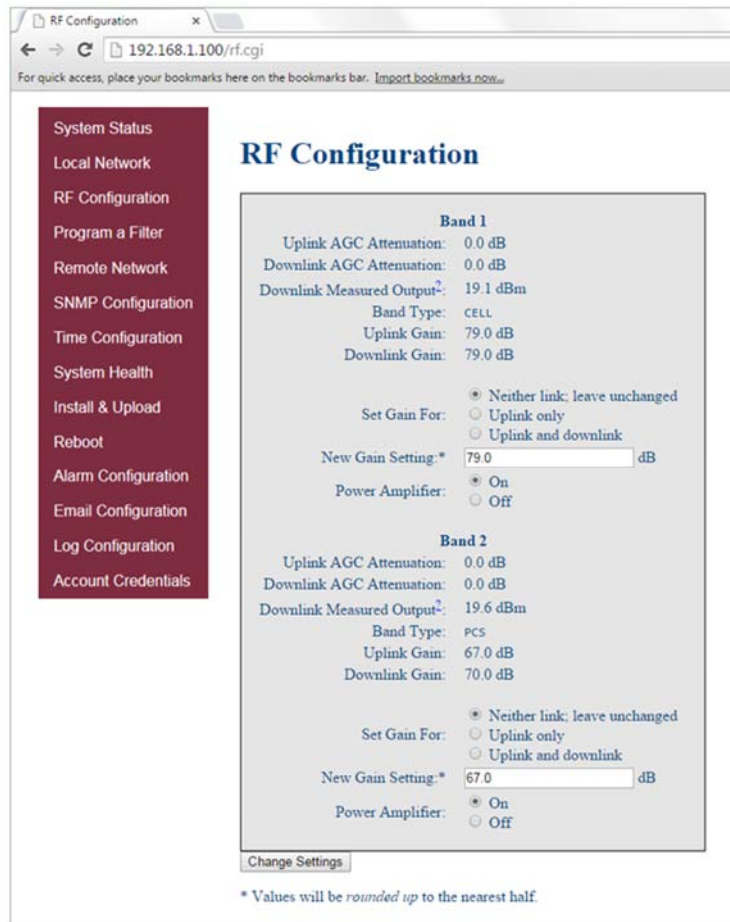 RF Configuration
192.168.1.100/rf.cgi
For quick access, place your bookmarks here on the bookmarks bar. Import bookmarks now...
System Status
Local Network
RF Configuration
Program a Filter
Remote Network
SNMP Configuration
Time Configuration
System Health
Install & Upload
Reboot
Alarm Configuration
Email Configuration
Log Configuration
Account Credentials
RF Configuration
Band 1
Uplink AGC Attenuation: 0.0 dB
Downlink AGC Attenuation: 0.0 dB
Downlink Measured Output2: 19.1 dBm
Band Type: CELL
Uplink Gain: 79.0 dB
Downlink Gain: 79.0 dB
Set Gain For:
Neither link; leave unchanged
Uplink only
Uplink and downlink
New Gain Setting:* 79.0 dB
Power Amplifier:
On
Off
Band 2
Uplink AGC Attenuation: 0.0 dB
Downlink AGC Attenuation: 0.0 dB
Downlink Measured Output2: 19.6 dBm
Band Type: PCS
Uplink Gain: 67.0 dB
Downlink Gain: 70.0 dB
Set Gain For:
Neither link; leave unchanged
Uplink only
Uplink and downlink
New Gain Setting:* 67.0 dB
Power Amplifier:
On
Off
Change Settings
* Values will be rounded up to the nearest half.